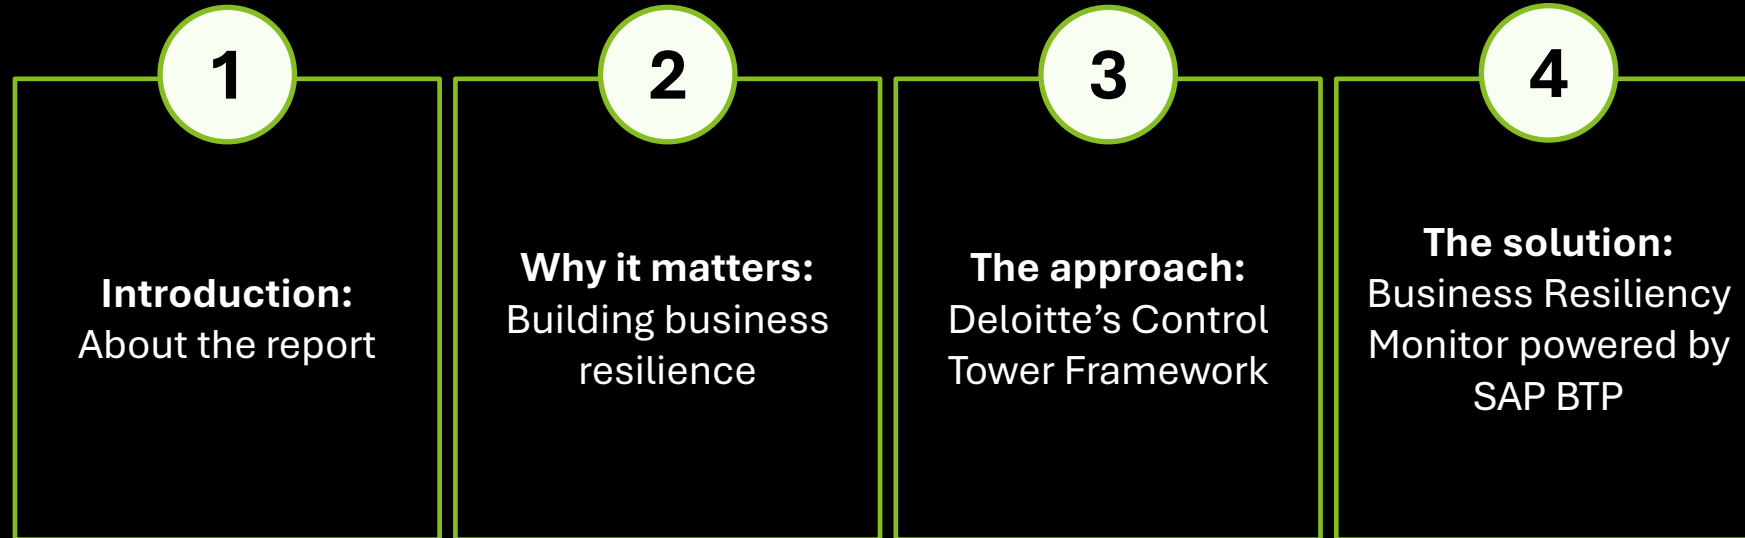 1
Introduction:
About the report
2
Why it matters:
Building business
resilience
3
The approach:
Deloitte’s Control
Tower Framework
4
The solution:
Business Resiliency
Monitor powered by
SAP BTP